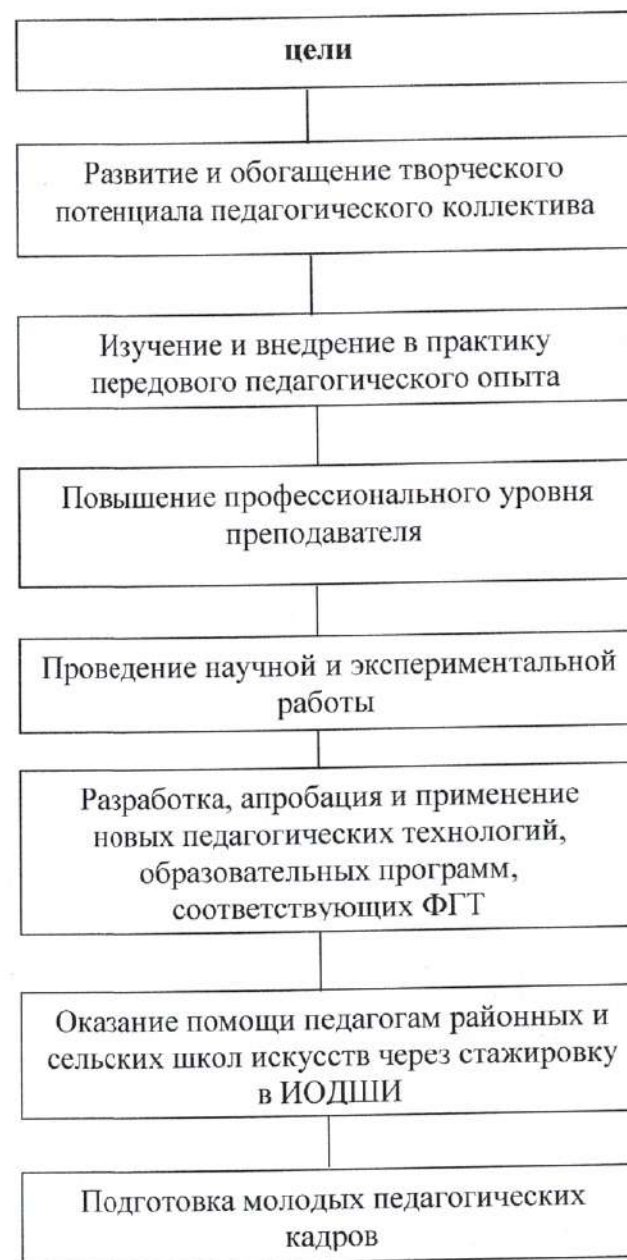 цели
Развитие и обогащение творческого
потенциала педагогического коллектива
Изучение и внедрение в практику
передового педагогического опыта
Повышение профессионального уровня
преподавателя
Проведение научной и экспериментальной
работы
Разработка, апробация и применение
новых педагогических технологий,
образовательных программ,
соответствующих ФГТ
Оказание помощи педагогам районных и
сельских школ искусств через стажировку
в ИОДШИ
Подготовка молодых педагогических
кадров